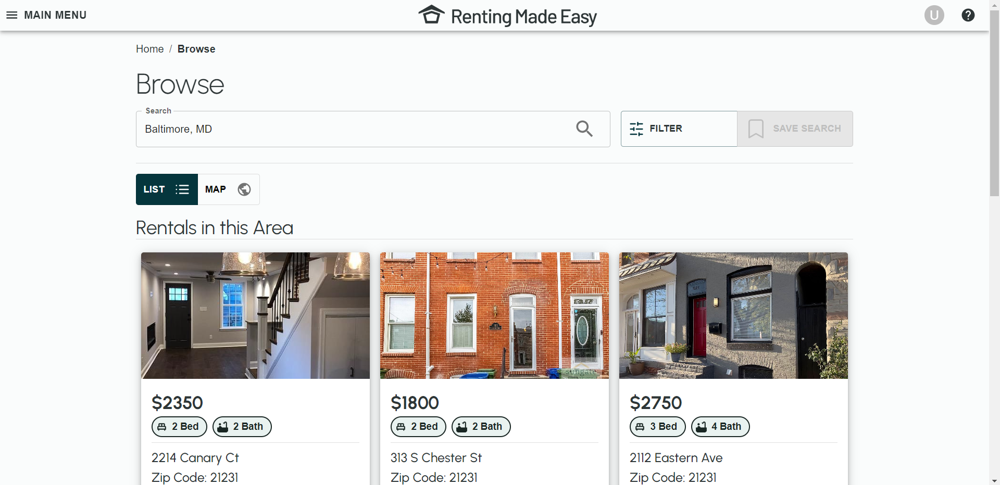 MAIN MENU
Renting Made Easy
U
?
Home / Browse
Browse
Search
Baltimore, MD
FILTER
SAVE SEARCH
LIST
MAP
Rentals in this Area
sungate
$2350
2 Bed
2 Bath
2214 Canary Ct
Zip Code: 21231
$1800
2 Bed
2 Bath
313 S Chester St
Zip Code: 21231
$2750
3 Bed
4 Bath
2112 Eastern Ave
Zip Code: 21231